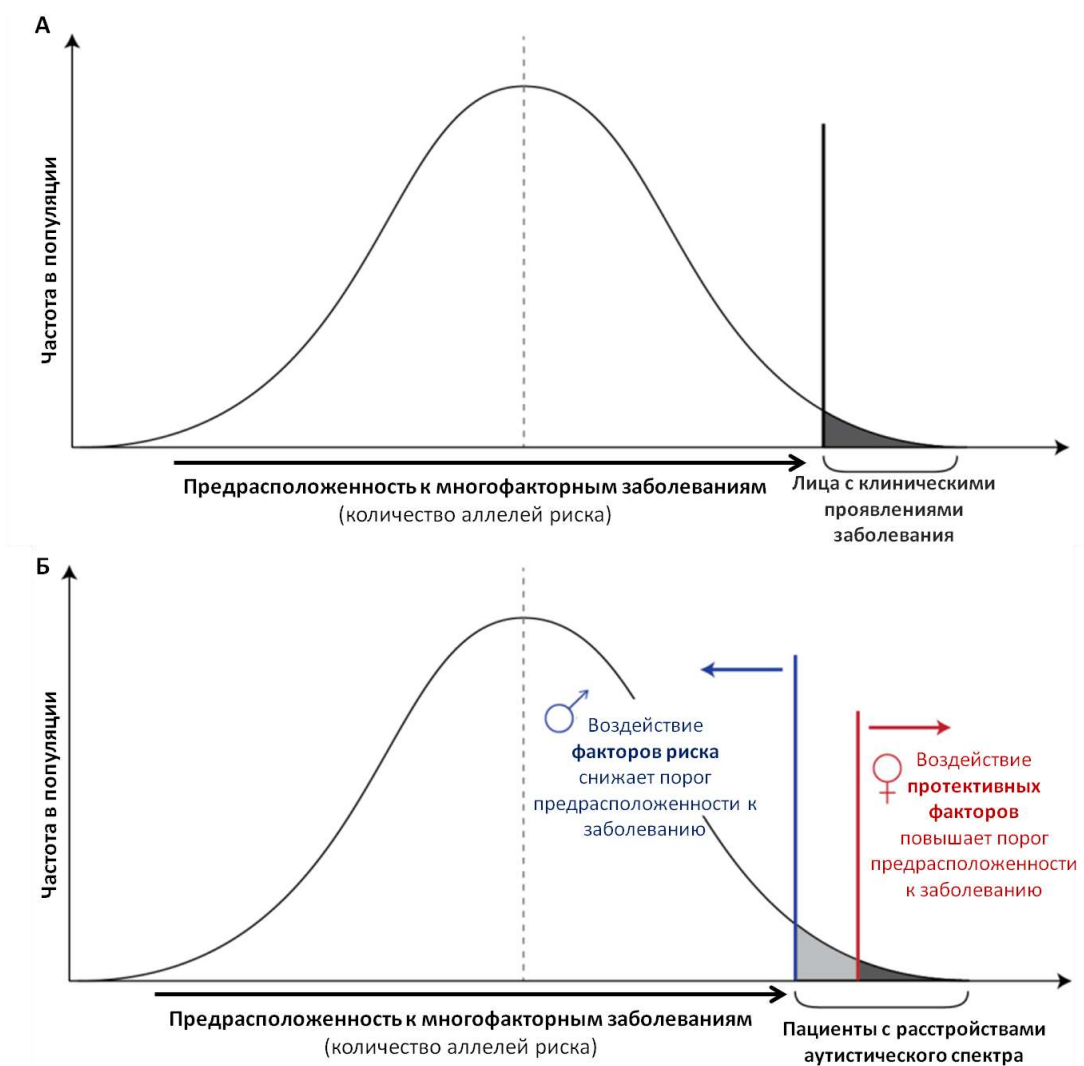 А
Частота в популяции
Предрасположенность к многофакторным заболеваниям
(количество аллелей риска)
Лица с клиническими
проявлениями
заболевания
Б
Частота в популяции
Воздействие
факторов риска
снижает порог
предрасположенности к
заболеванию
Воздействие
протективных
факторов
повышает порог
предрасположенности
к заболеванию
Предрасположенность к многофакторным заболеваниям
(количество аллелей риска)
Пациенты с расстройствами
аутистического спектра